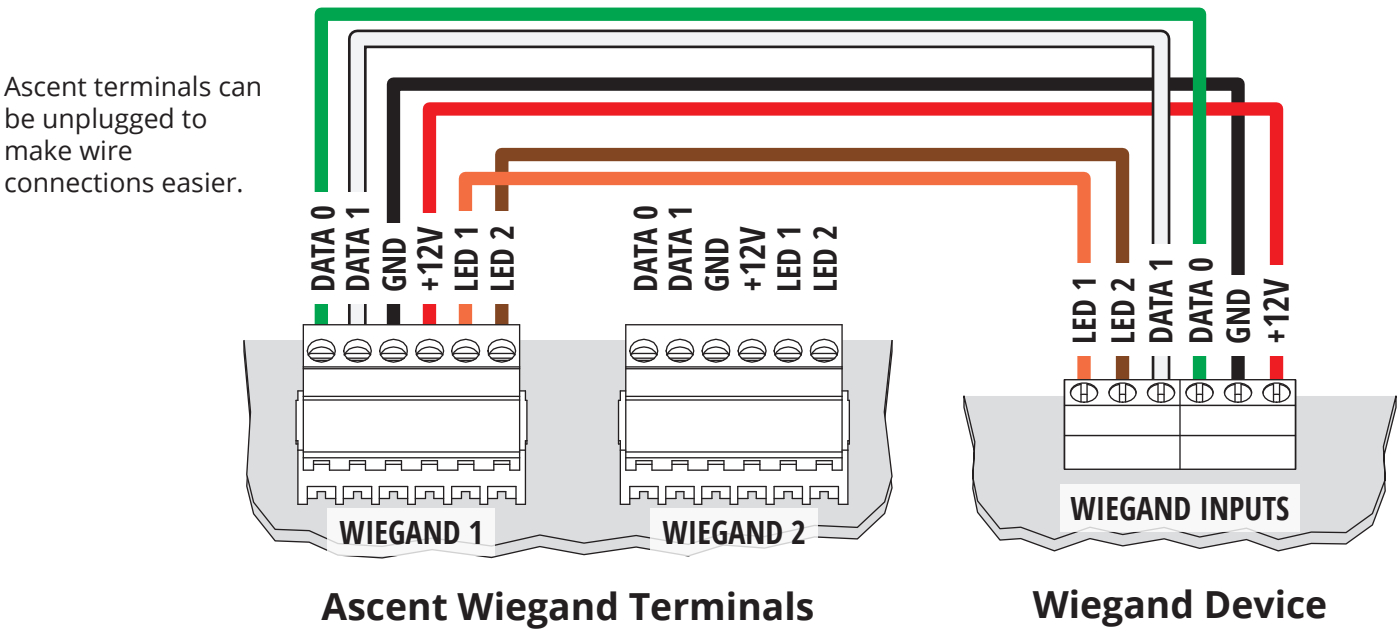 Ascent terminals can
be unplugged to
make wire
connections easier.
DATA 0
DATA 1
GND
+12V
LED 1
LED 2
DATA 0
DATA 1
GND
+12V
LED 1
LED 2
LED 1
LED 2
DATA 1
DATA 0
GND
+12V
WIEGAND 1
WIEGAND 2
WIEGAND INPUTS
Ascent Wiegand Terminals
Wiegand Device